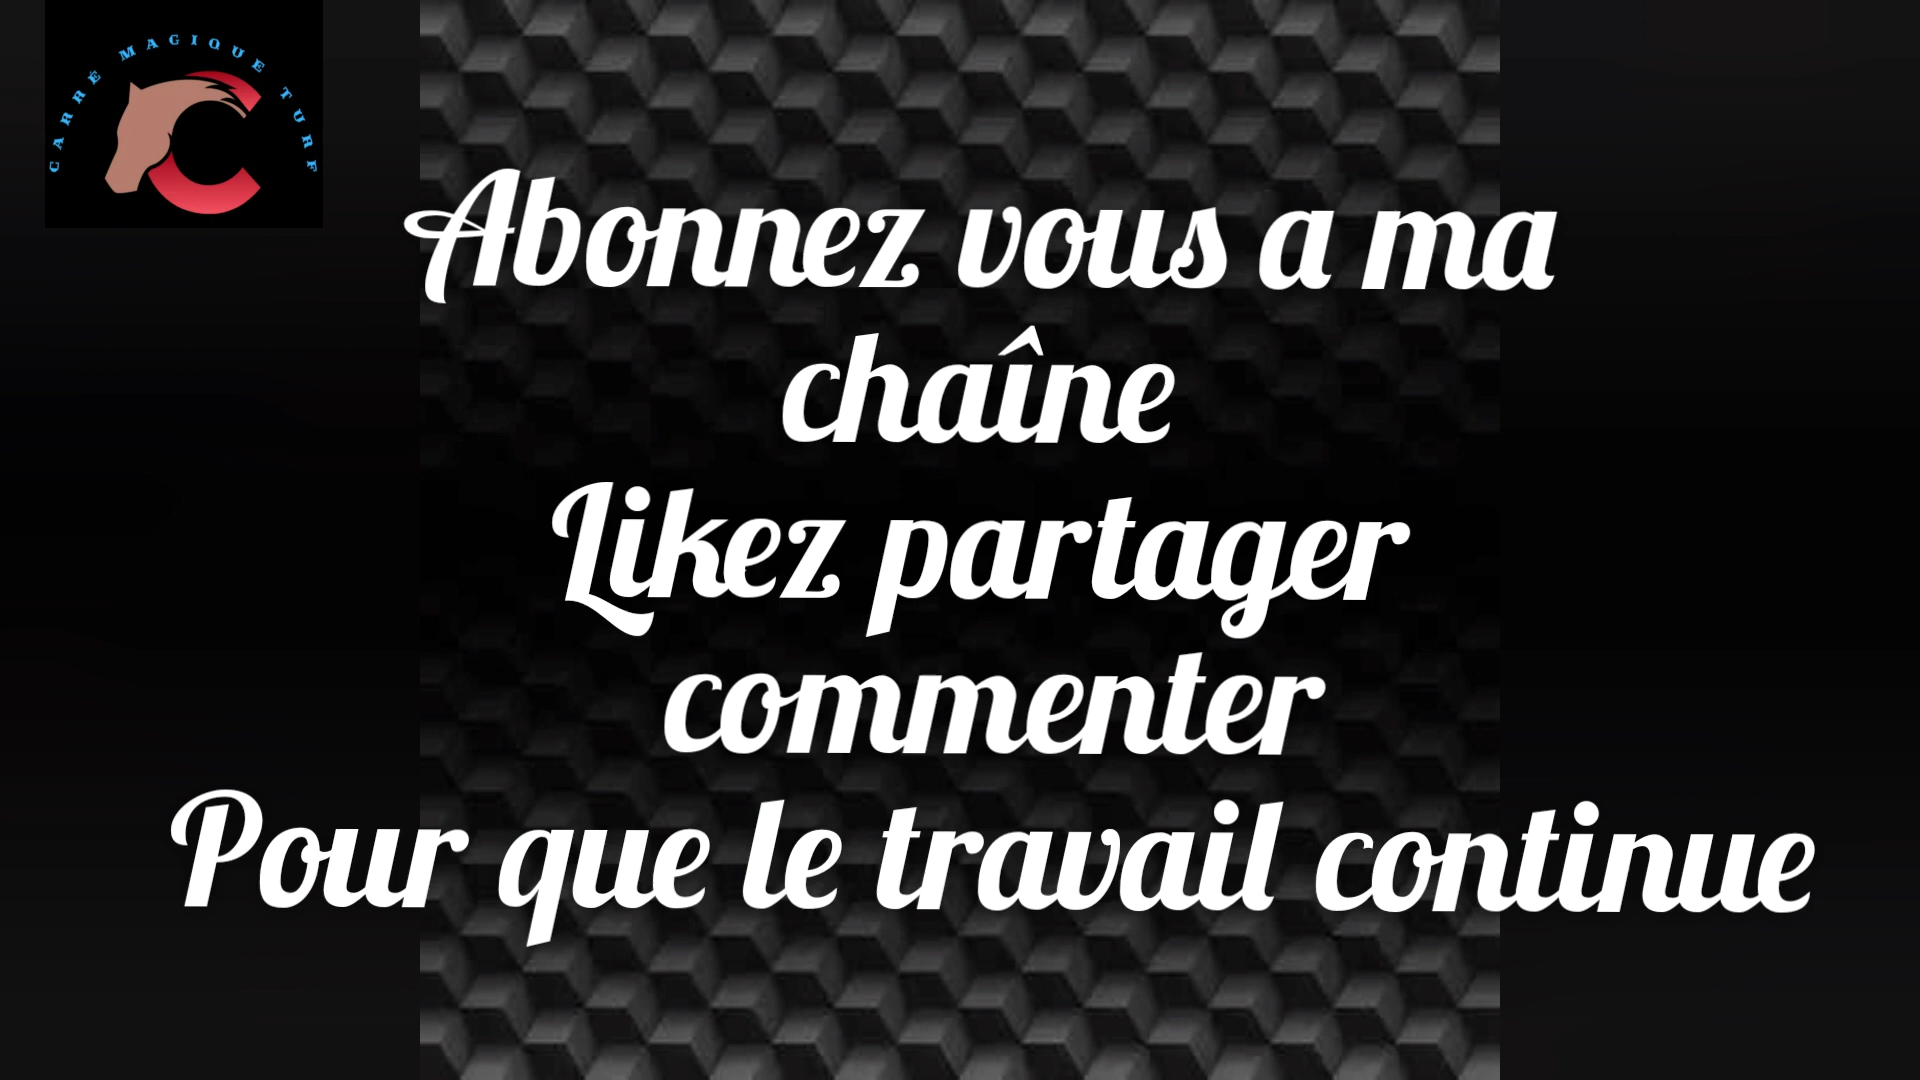 CARRÉ MAGIQUE TURF
Abonnez vous a ma
chaîne
Likez partager
commenter
Pour que le travail continue